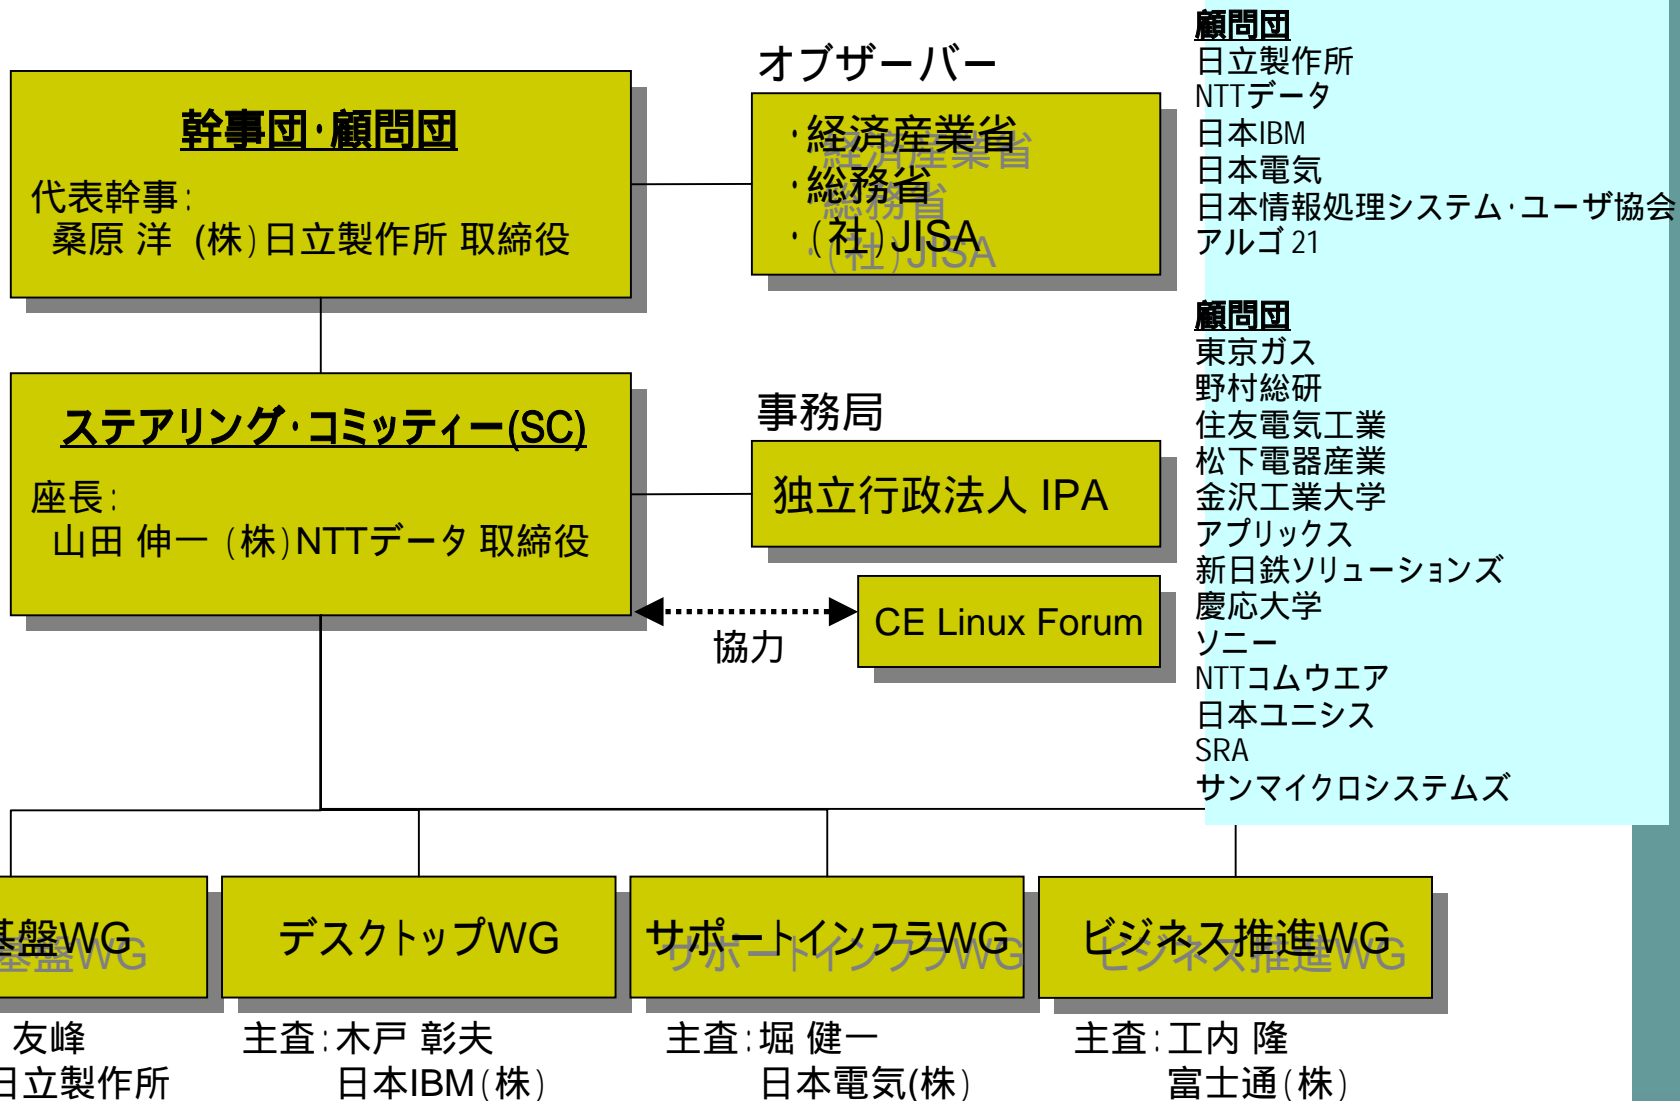 幹事団・顧問団
代表幹事:
桑原 洋 (株)日立製作所 取締役
オブザーバー
・経済産業省
・総務省
・(社)JISA
ステアリング・コミッティー(SC)
座長:
山田 伸一 (株)NTTデータ 取締役
事務局
独立行政法人 IPA
CE Linux Forum
協力
顧問団
日立製作所
NTTデータ
日本IBM
日本電気
日本情報処理システム・ユーザ協会
アルゴ21
顧問団
東京ガス
野村総研
住友電気工業
松下電器産業
金沢工業大学
アプリックス
新日鉄ソリューションズ
慶応大学
ソニー
NTTコムウエア
日本ユニシス
SRA
サンマイクロシステムズ
基盤WG
友峰
日立製作所
デスクトップWG
主査:木戸 彰夫
日本IBM(株)
サポートインフラWG
主査:堀 健一
日本電気(株)
ビジネス推進WG
主査:工内 隆
富士通(株)